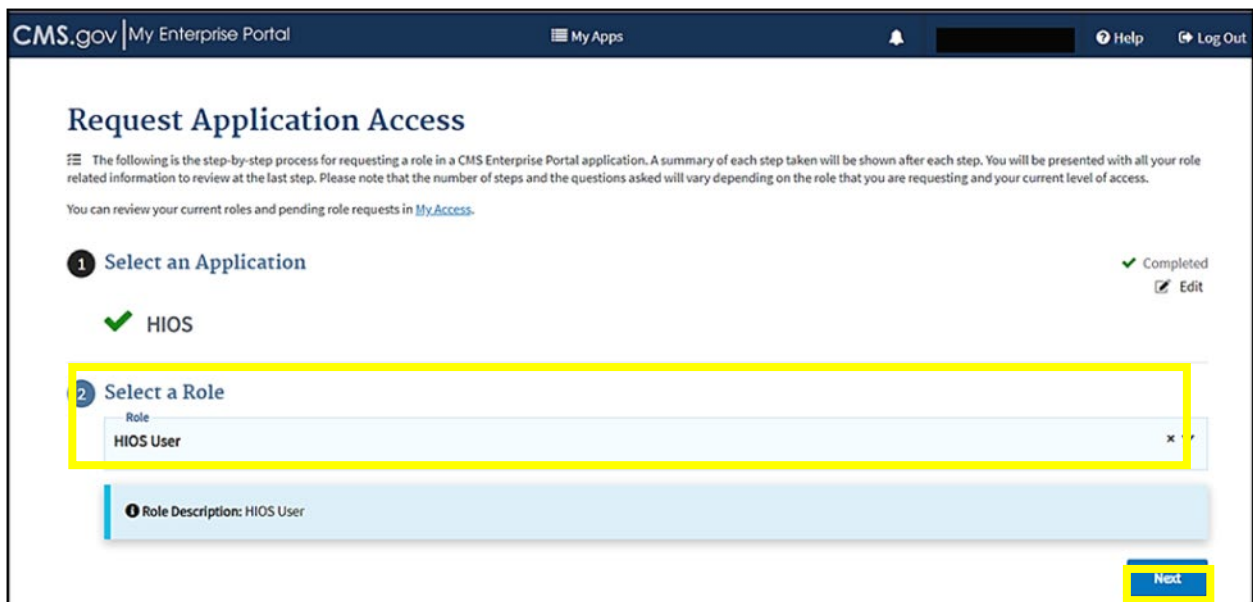 CMS.gov My Enterprise Portal My Apps Help Log Out
Request Application Access
The following is the step-by-step process for requesting a role in a CMS Enterprise Portal application. A summary of each step taken will be shown after each step. You will be presented with all your role
related information to review at the last step. Please note that the number of steps and the questions asked will vary depending on the role that you are requesting and your current level of access.
You can review your current roles and pending role requests in My Access.
1 Select an Application
Completed
Edit
HIOS
2 Select a Role
Role
HIOS User
Role Description: HIOS User
Next